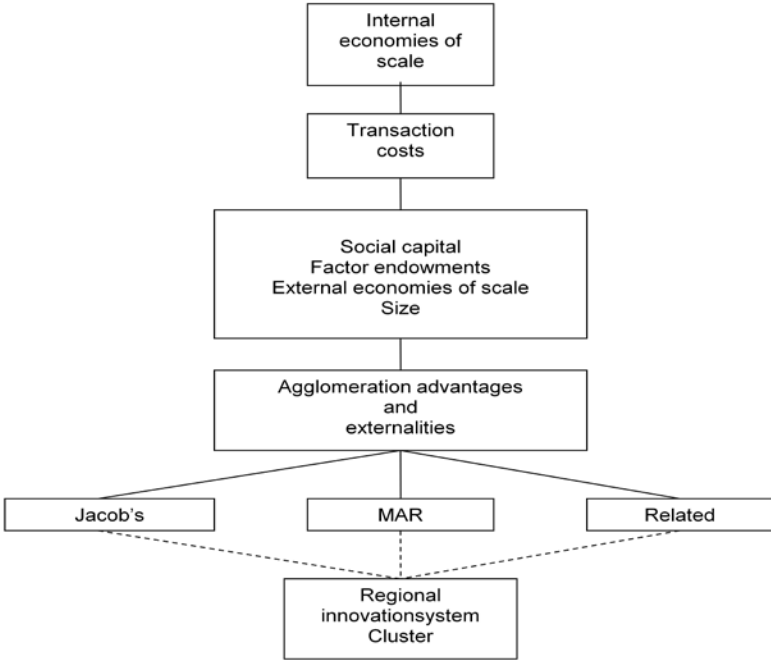 Internal
economies of
scale
Transaction
costs
Social capital
Factor endowments
External economies of scale
Size
Agglomeration advantages
and
externalities
Jacob's
MAR
Related
Regional
innovationsystem
Cluster